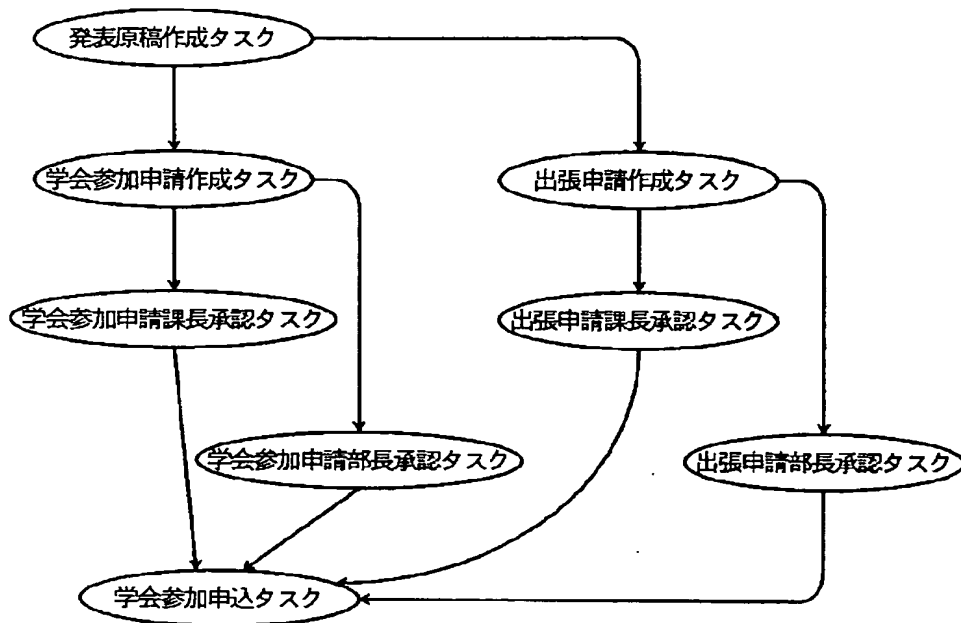 発表原稿作成タスク
学会参加申請作成タスク
出張申請作成タスク
学会参加申請課長承認タスク
出張申請課長承認タスク
学会参加申請部長承認タスク
出張申請部長承認タスク
学会参加申込タスク